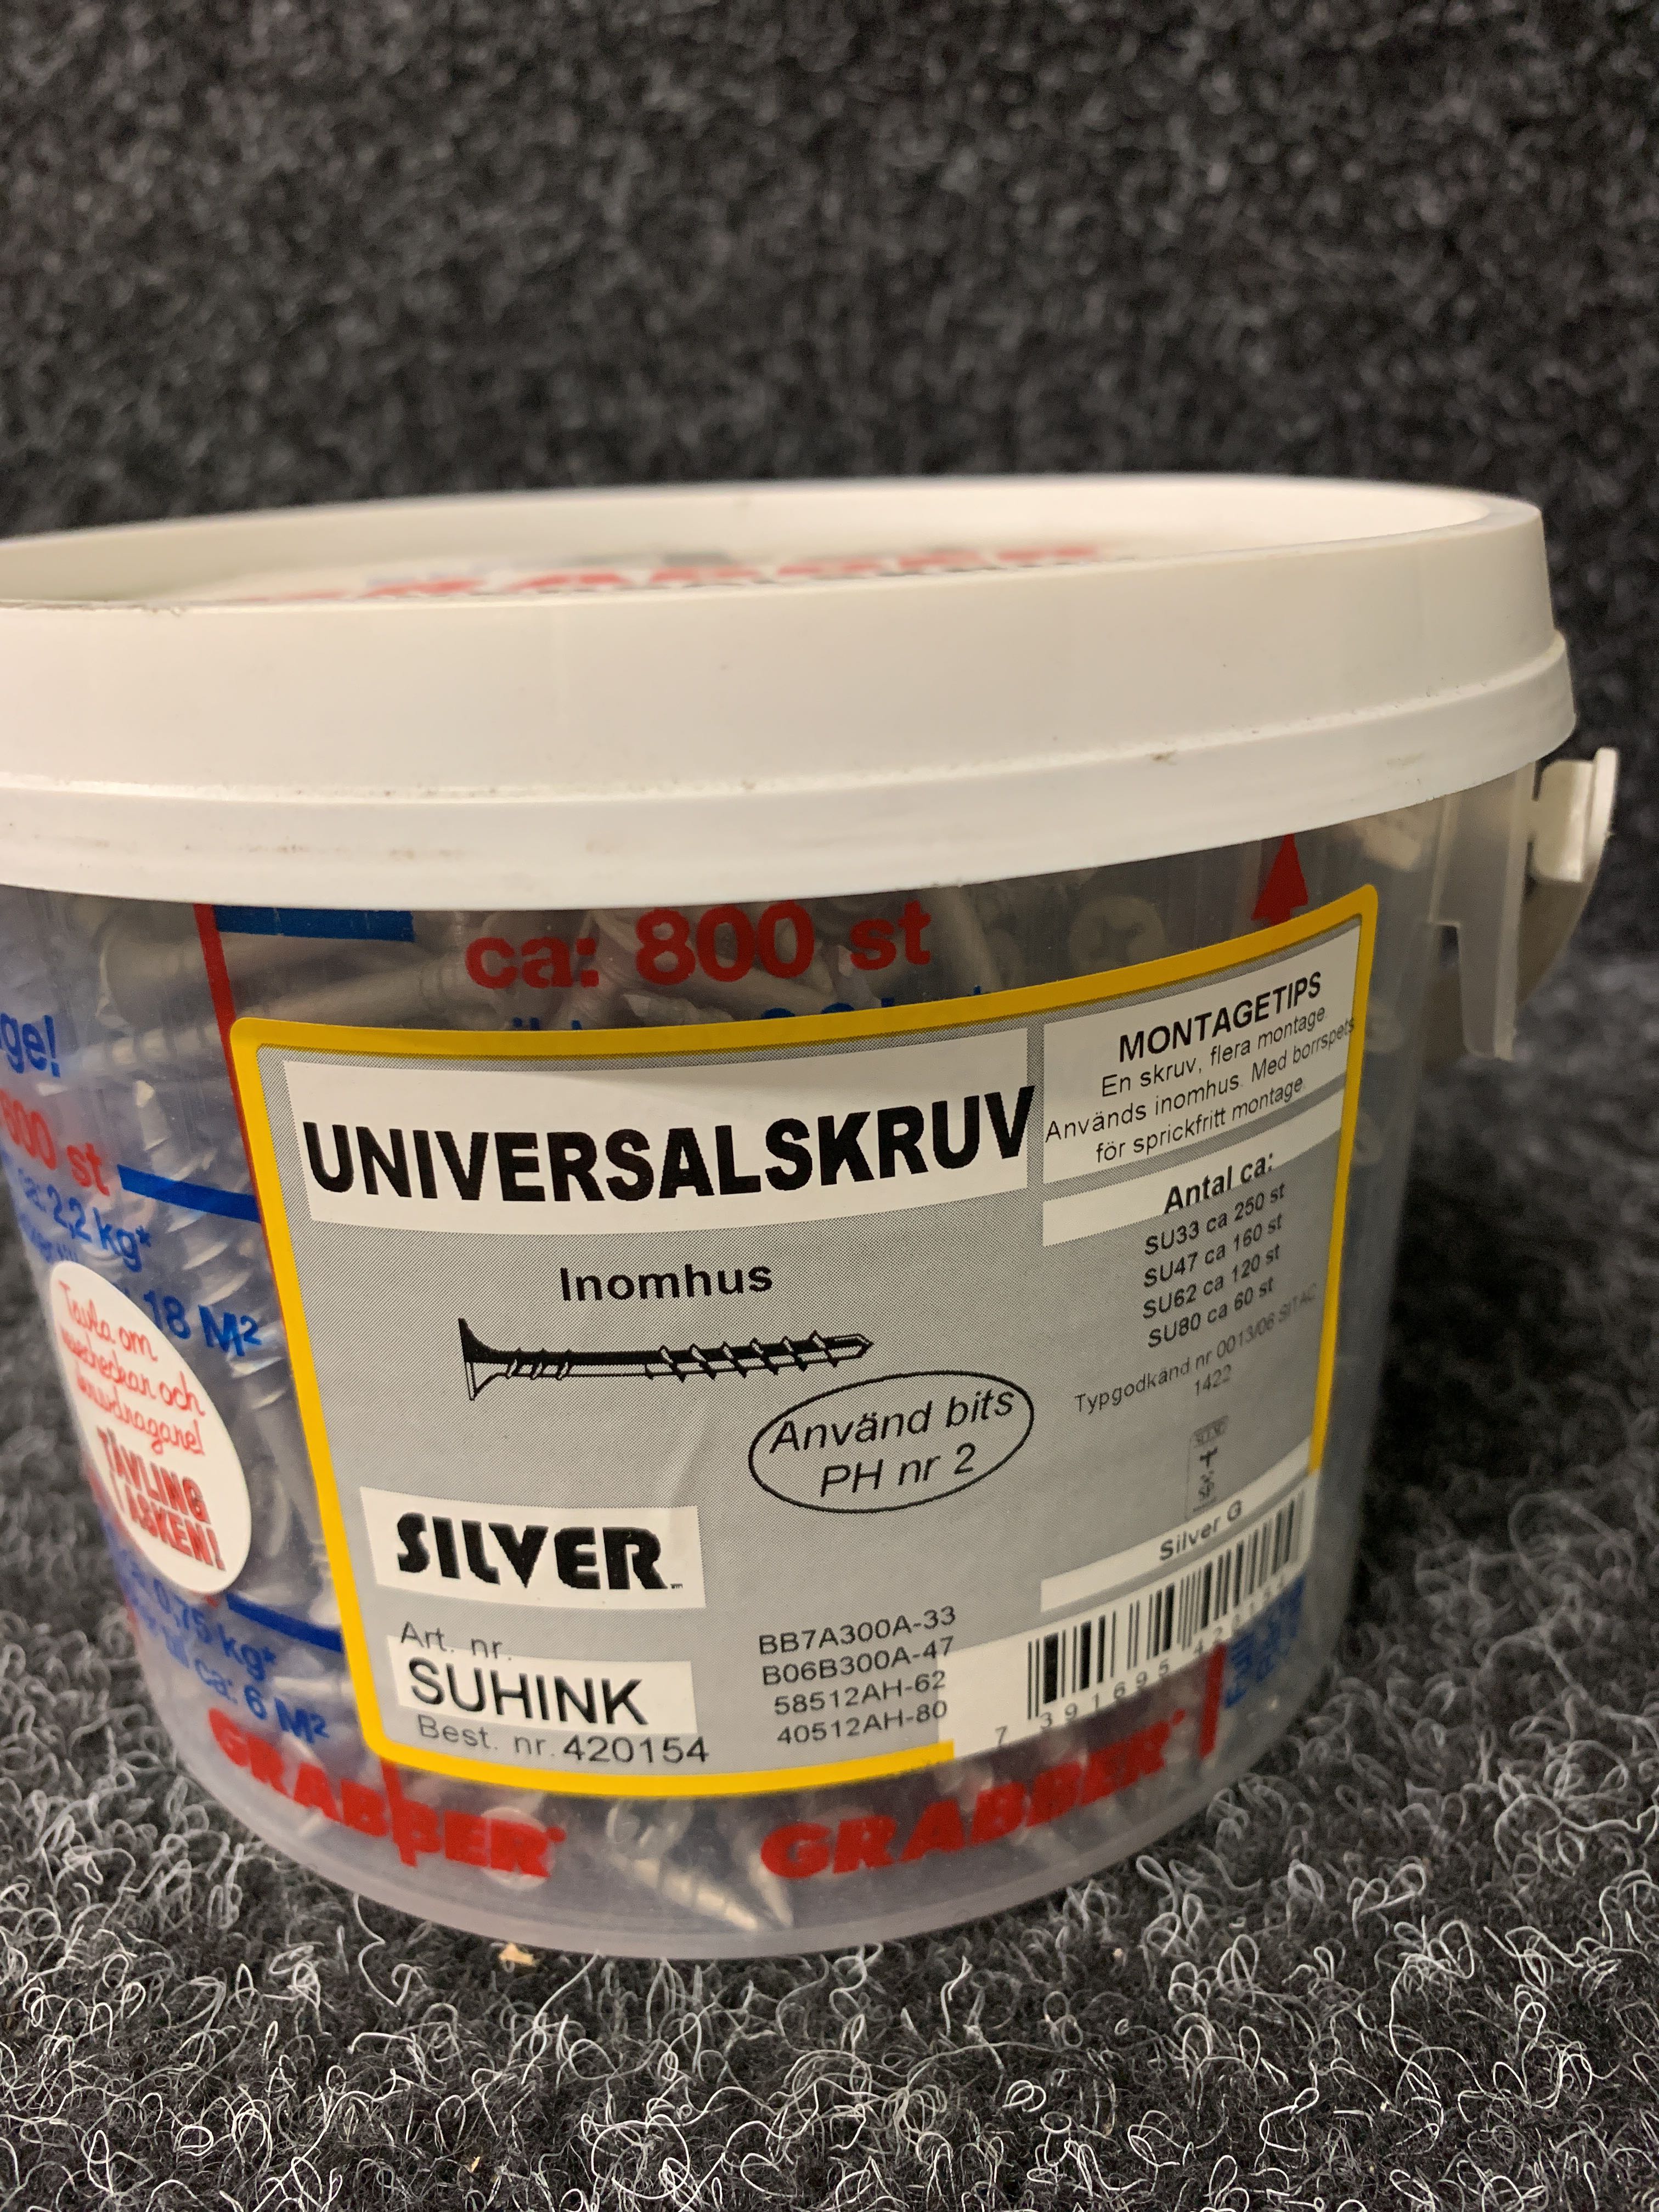 ca: 800 st
ge!
800 st
ca: 2,2 kg*
18 M²
Tävla om
och
TÄVLING
ASKEN!
0,75 kg*
ca: 6 M²
GRABBER
GRABBER
UNIVERSALSKRUV
Inomhus
Använd bits
PH nr 2
SILVER
Art. nr.
SUHINK
Best. nr. 420154
BB7A300A-33
B06B300A-47
58512AH-62
40512AH-80
MONTAGETIPS
En skruv, flera montage
Används inomhus. Med borrspets
för sprickfritt montage.
Antal ca:
SU33 ca 250 st
SU47 ca 160 st
SU62 ca 120 st
SU80 ca 60 st
Typgodkänd nr 0013/06 SITAC
1422
Silver G